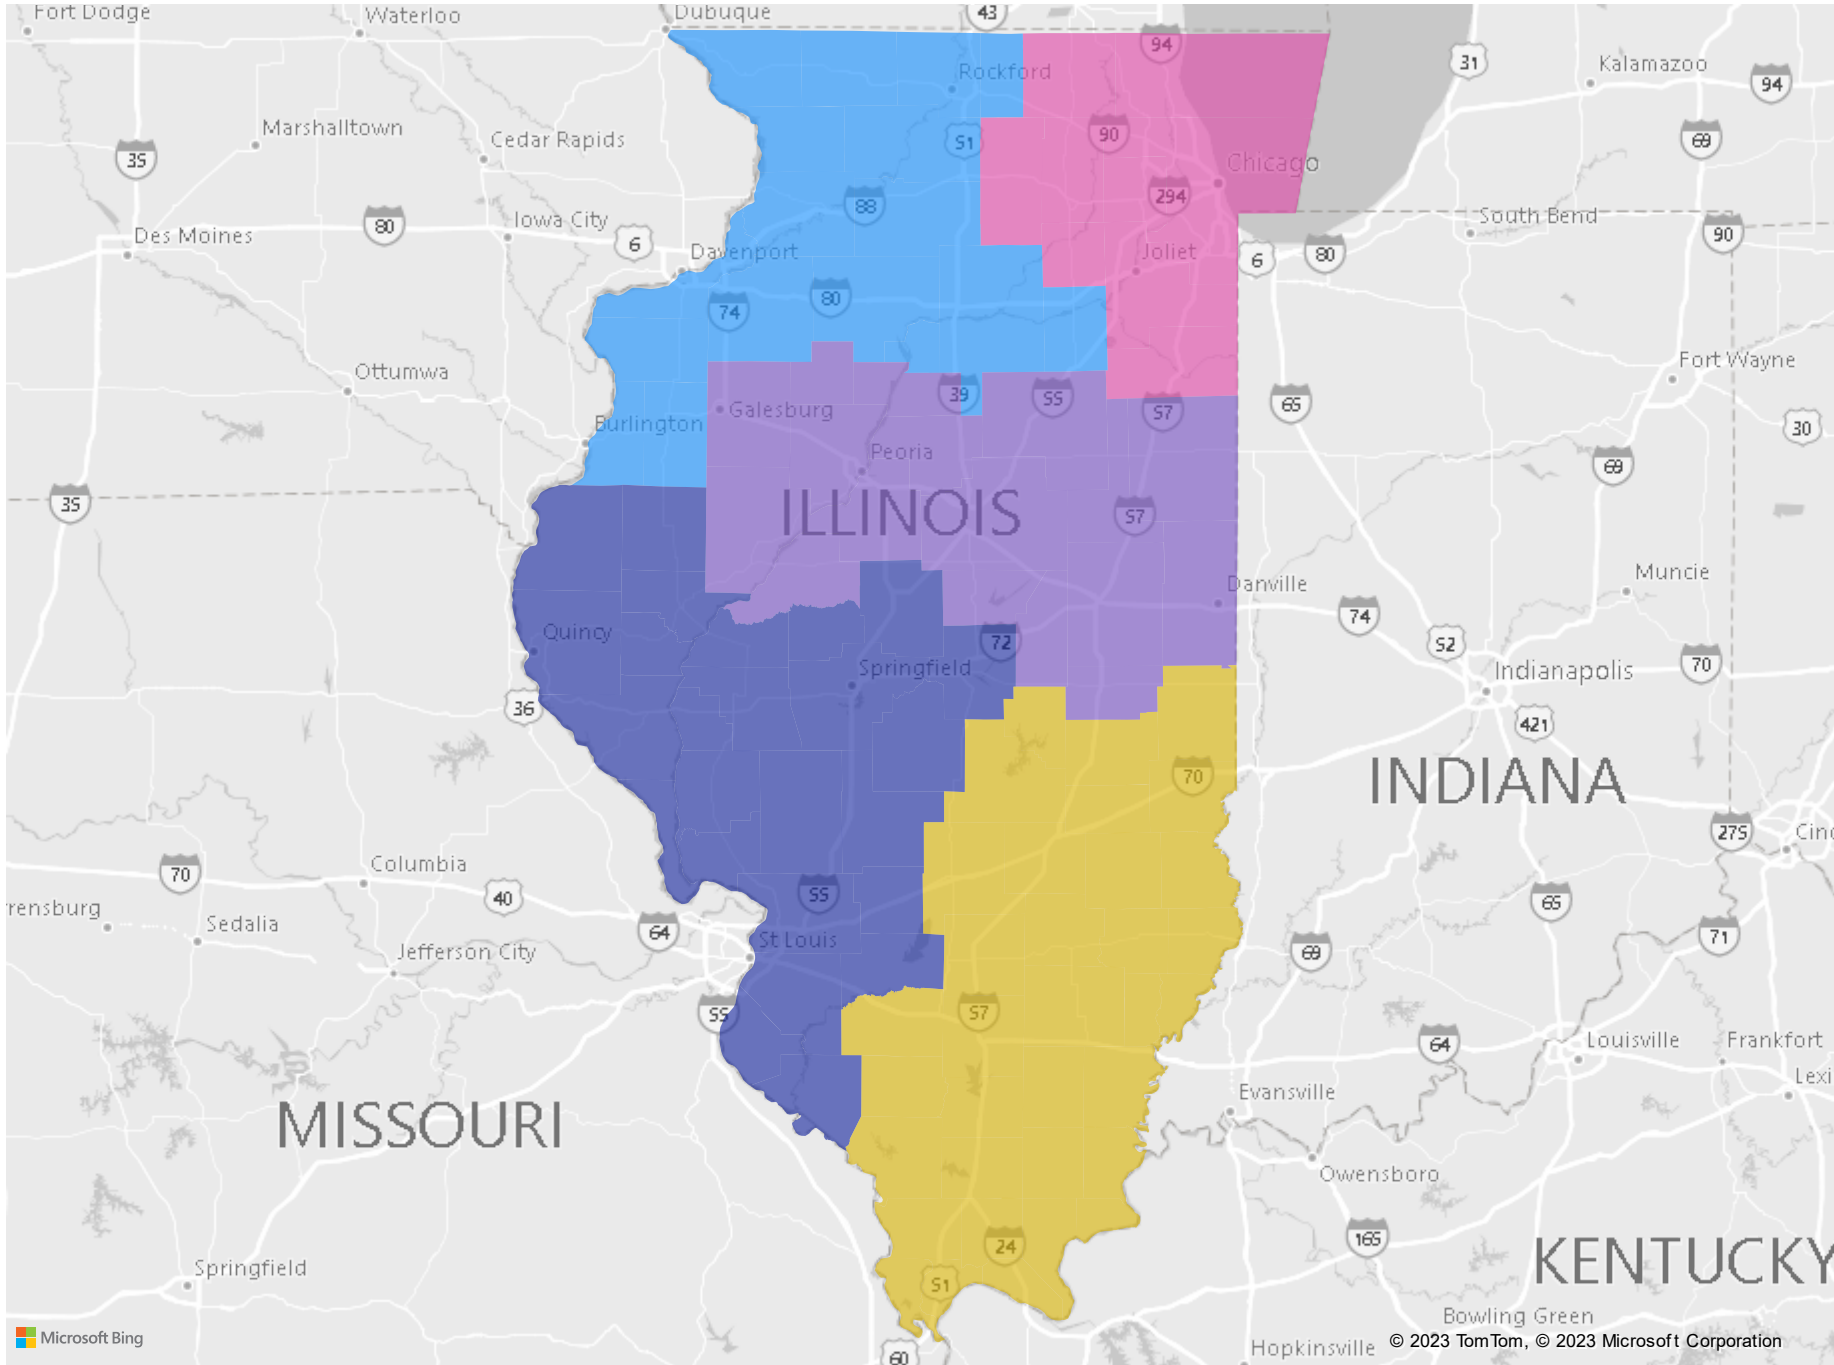 Fort Dodge
Waterloo
Dubuque
43
94
31
Kalamazoo
94
Rockford
Marshalltown
Cedar Rapids
35
51
90
69
Chicago
88
294
Iowa City
80
6
South Bend
Des Moines
90
Davenport
Joliet
6
80
74
80
Fort Wayne
Ottumwa
39
55
57
65
30
Galesburg
Burlington
Peoria
69
35
ILLINOIS
57
Danville
Muncie
74
Quincy
72
52
Springfield
Indianapolis
70
36
421
70
INDIANA
275
Cinc
Columbia
70
40
55
65
rrensburg
Sedalia
64
St Louis
71
Jefferson City
69
55
57
64
Louisville
Frankfort
Lexi
Evansville
MISSOURI
Owensboro
24
165
Springfield
KENTUCKY
51
Bowling Green
Microsoft Bing
© 2023 TomTom, © 2023 Microsoft Corporation
60
Hopkinsville